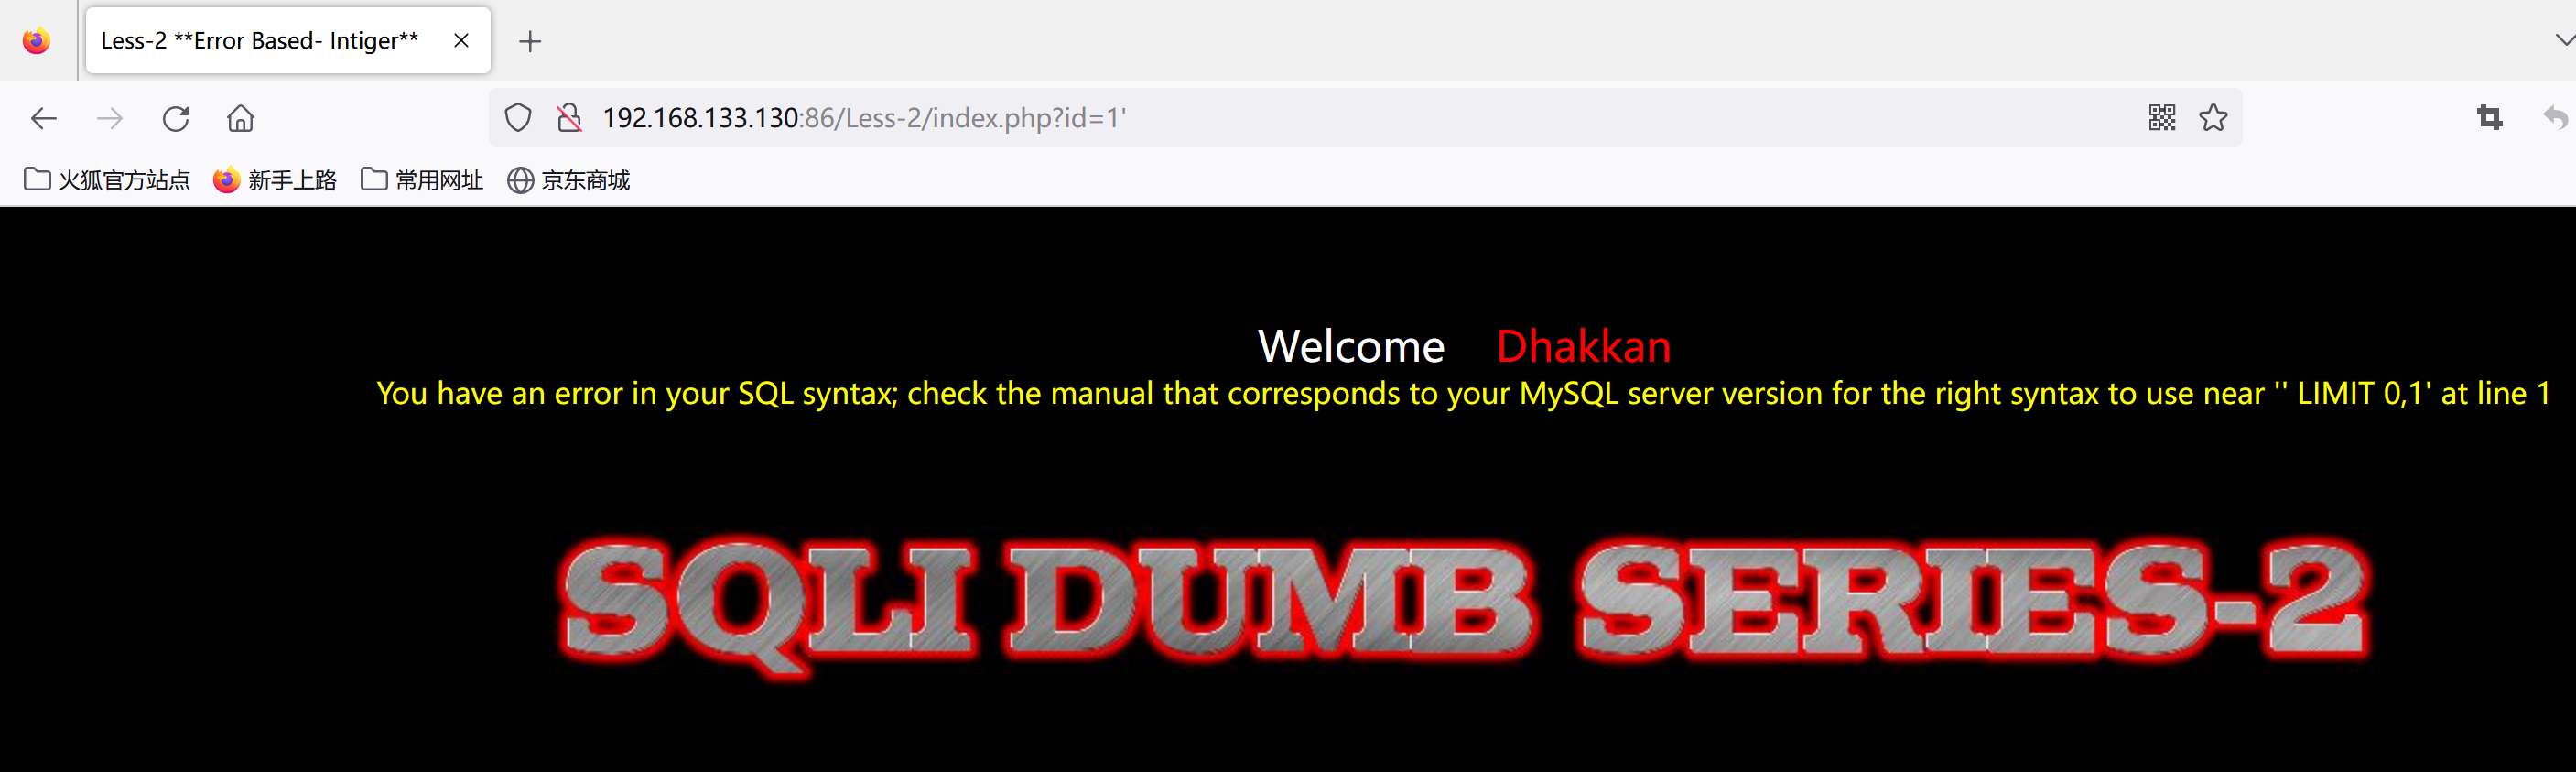 Less-2 **Error Based- Intiger**
192.168.133.130:86/Less-2/index.php?id=1'
火狐官方站点 新手上路 常用网址 京东商城
Welcome Dhakkan
You have an error in your SQL syntax; check the manual that corresponds to your MySQL server version for the right syntax to use near '' LIMIT 0,1' at line 1
SQLI DUMB SERIES-2